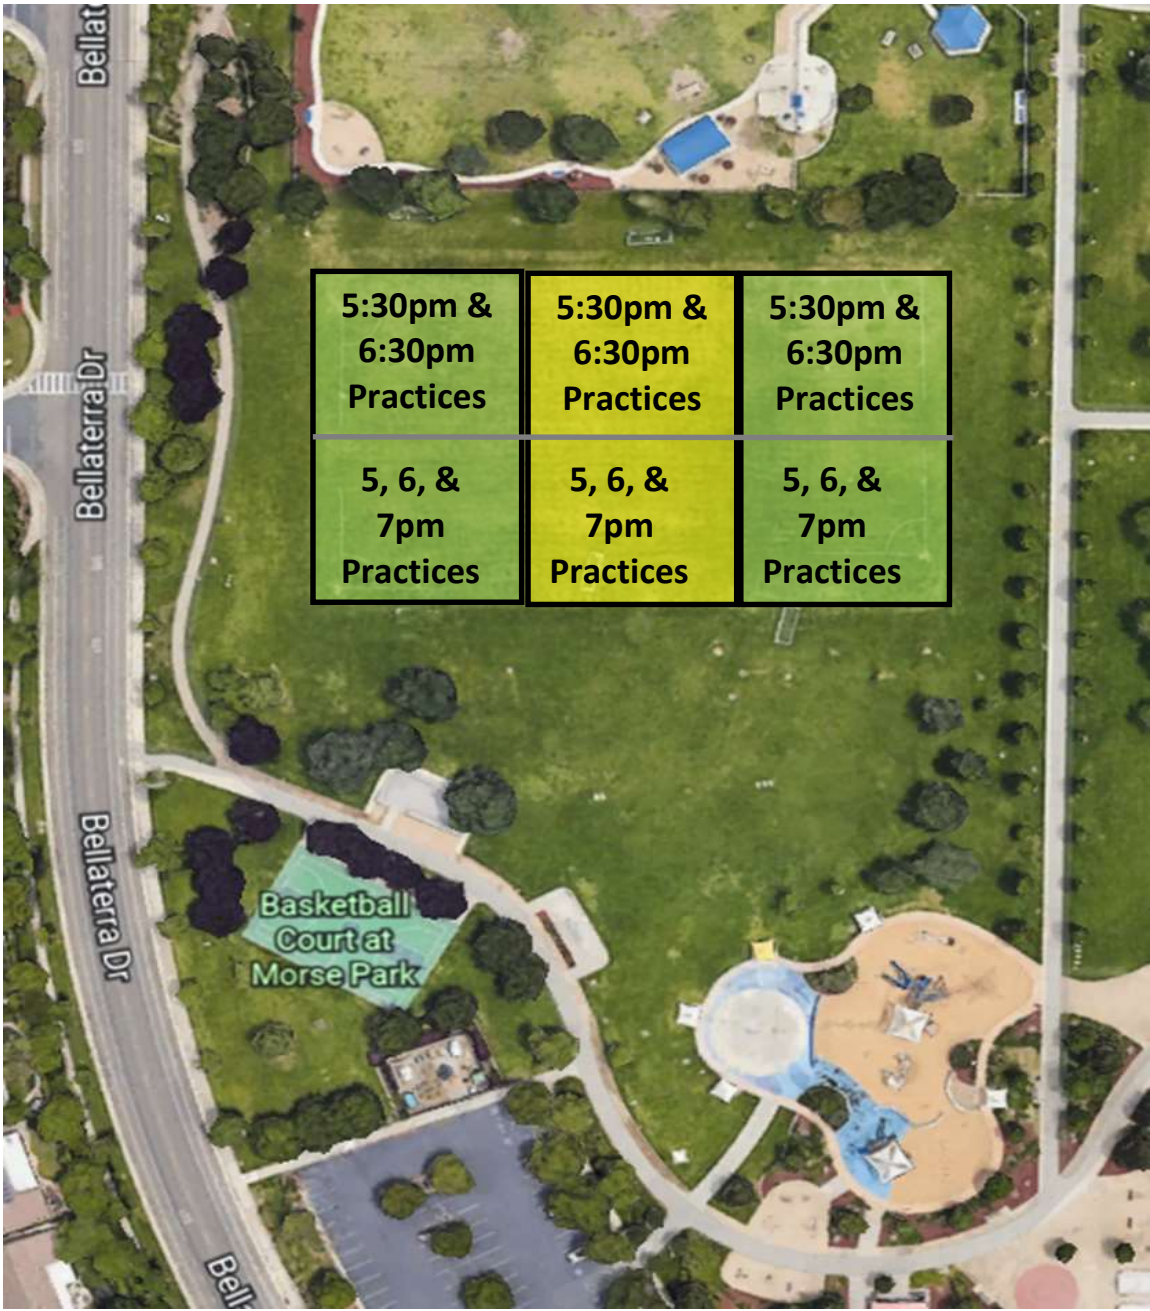 Bellat
5:30pm &
6:30pm
Practices
5:30pm &
6:30pm
Practices
5:30pm &
6:30pm
Practices
Bellaterra Dr
5, 6, &
7pm
Practices
5, 6, &
7pm
Practices
5, 6, &
7pm
Practices
Bellaterra Dr
Basketball
Court at
Morse Park
Bella